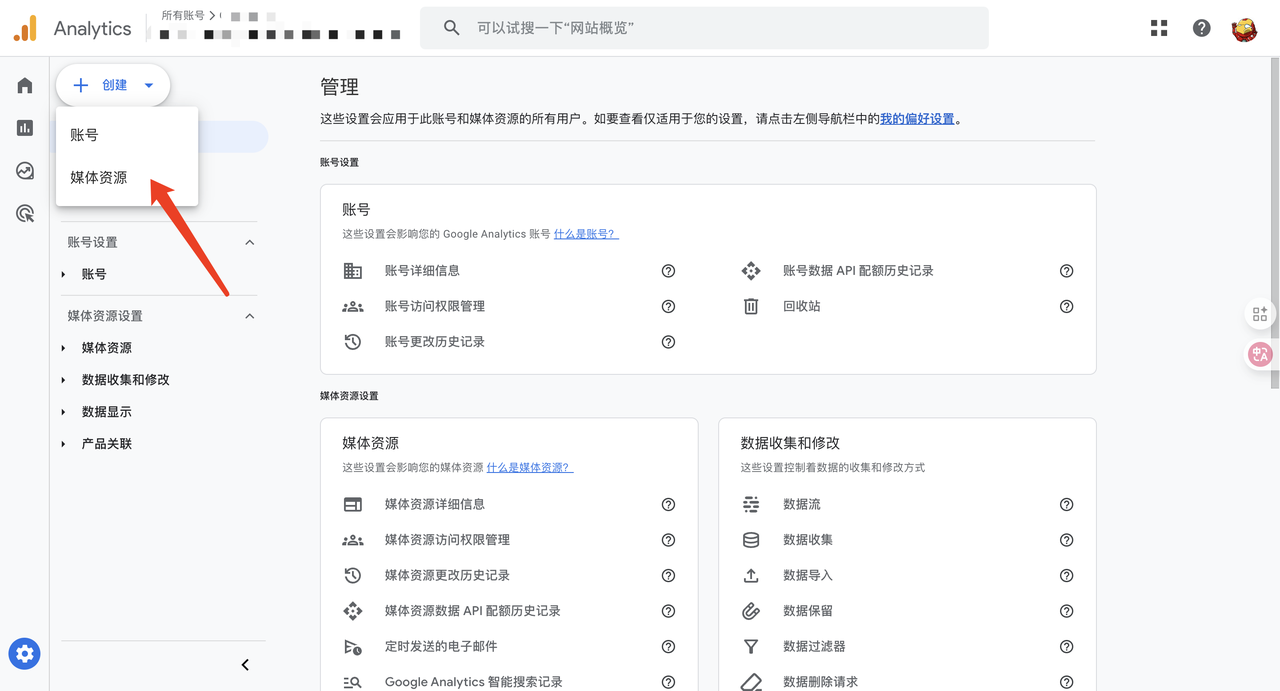 Analytics
所有账号
可以试搜一下“网站概览”
创建
账号
媒体资源
账号设置
账号
媒体资源设置
媒体资源
数据收集和修改
数据显示
产品关联
管理
这些设置会应用于此账号和媒体资源的所有用户。如要查看仅适用于您的设置，请点击左侧导航栏中的我的偏好设置。
账号设置
账号
这些设置会影响您的 Google Analytics 账号 什么是账号？
账号详细信息
账号数据 API 配额历史记录
账号访问权限管理
回收站
账号更改历史记录
媒体资源设置
媒体资源
这些设置会影响您的媒体资源 什么是媒体资源？
媒体资源详细信息
媒体资源访问权限管理
媒体资源更改历史记录
媒体资源数据 API 配额历史记录
定时发送的电子邮件
Google Analytics 智能搜索记录
数据收集和修改
这些设置控制着数据的收集和修改方式
数据流
数据收集
数据导入
数据保留
数据过滤器
数据删除请求